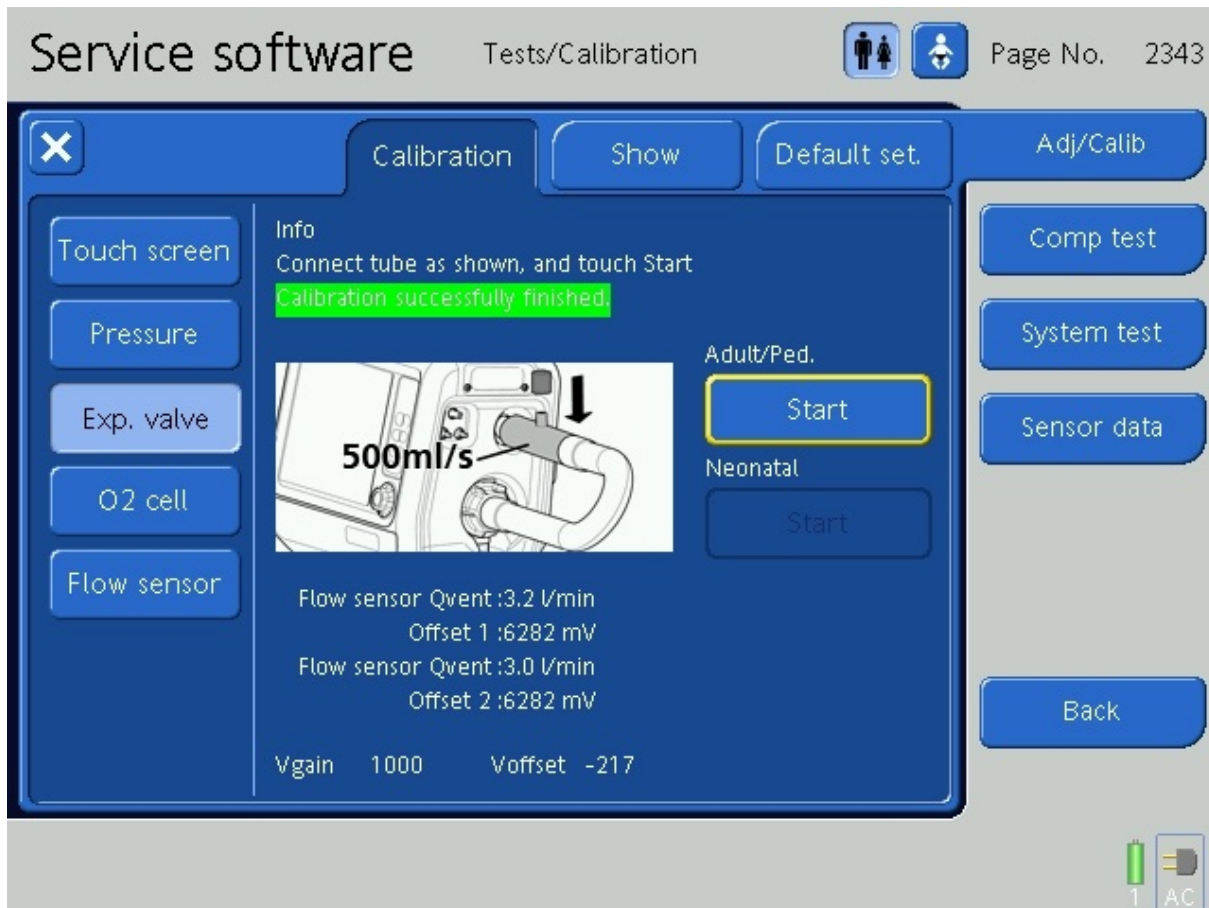 Service software
Tests/Calibration
Page No. 2343
Calibration
Show
Default set.
Adj/Calib
Touch screen
Pressure
Exp. valve
O2 cell
Flow sensor
Info
Connect tube as shown, and touch Start
Calibration successfully finished.
500ml/s
Adult/Ped.
Start
Neonatal
Start
Flow sensor Qvent :3.2 l/min
Offset 1 :6282 mV
Flow sensor Qvent :3.0 l/min
Offset 2 :6282 mV
Vgain 1000 Voffset -217
Comp test
System test
Sensor data
Back
1 AC